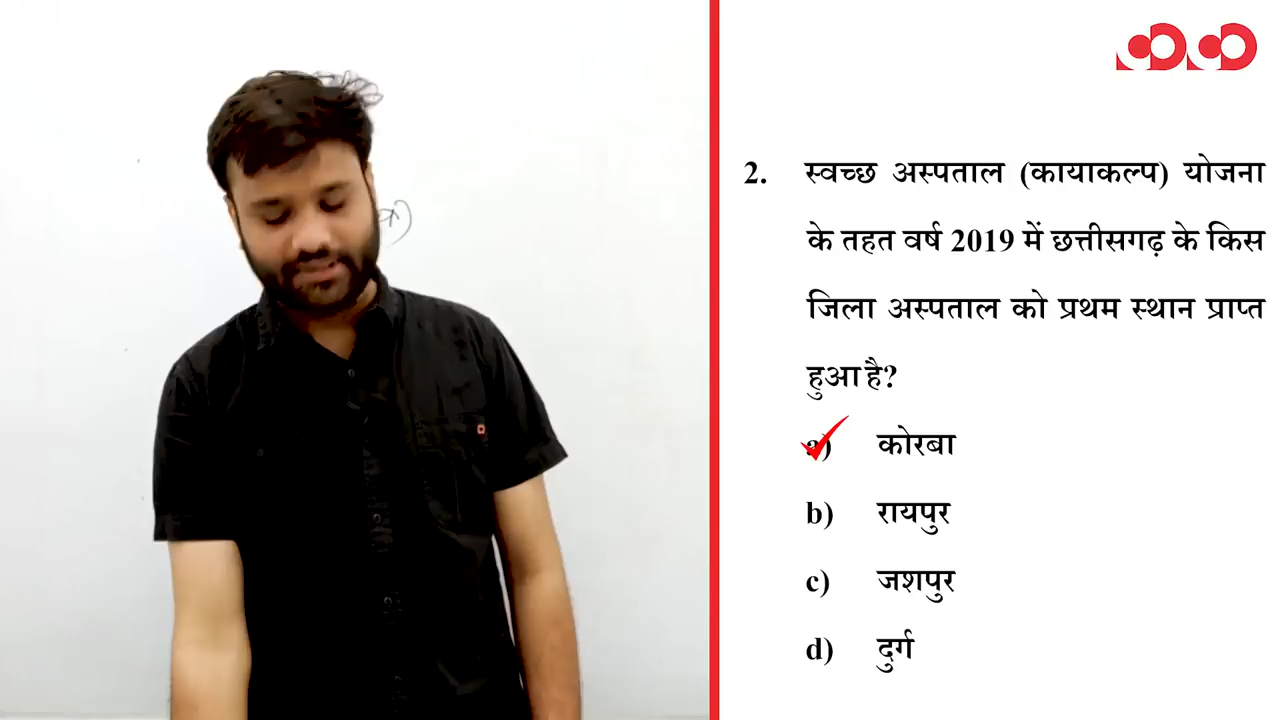 2. स्वच्छ अस्पताल (कायाकल्प) योजना
के तहत वर्ष 2019 में छत्तीसगढ़ के किस
जिला अस्पताल को प्रथम स्थान प्राप्त
हुआ है?
a) कोरबा
b) रायपुर
c) जशपुर
d) दुर्ग